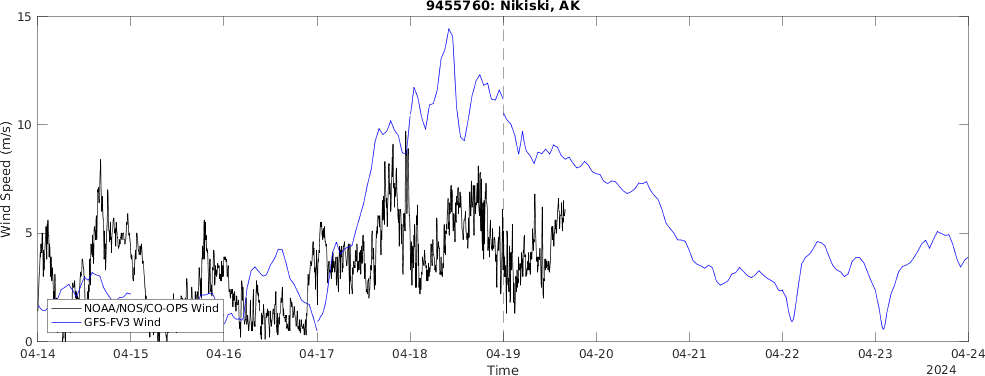 9455760: Nikiski, AK
Wind Speed (m/s)
15
10
5
0
NOAA/NOS/CO-OPS Wind
GFS-FV3 Wind
04-14 04-15 04-16 04-17 04-18 04-19 04-20 04-21 04-22 04-23 04-24
Time
2024